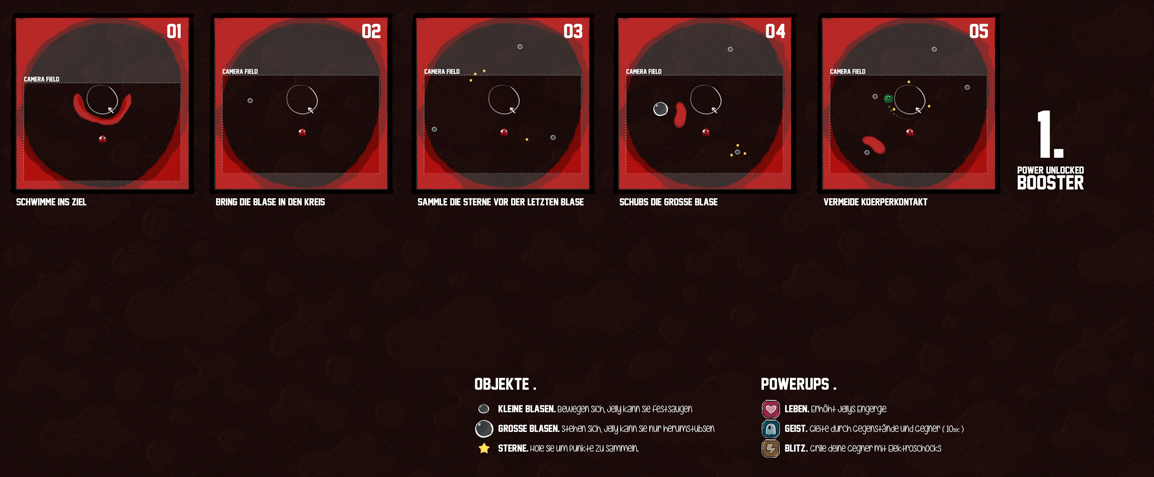 01
02
03
04
05
CAMERA FIELD
CAMERA FIELD
CAMERA FIELD
CAMERA FIELD
CAMERA FIELD
SCHWIMME INS ZIEL
BRING DIE BLASE IN DEN KREIS
SAMMLE DIE STERNE VOR DER LETZTEN BLASE
SCHUBS DIE GROSSE BLASE
VERMEIDE KOERPERKONTAKT
1.
POWER UNLOCKED
BOOSTER
OBJEKTE .
KLEINE BLASEN. Bewegen sich, Jelly kann sie festsaugen
GROSSE BLASEN. Stehen sich, Jelly kann sie nur herumstubsen
STERNE. Hole sie um Punkte zu sammeln.
POWERUPS .
LEBEN. Erhöht Jellys Engergie
GEIST. Gleite durch Gegenstände und Gegner ( 10sec )
BLITZ. Grille deine Gegner mit Elektroschocks